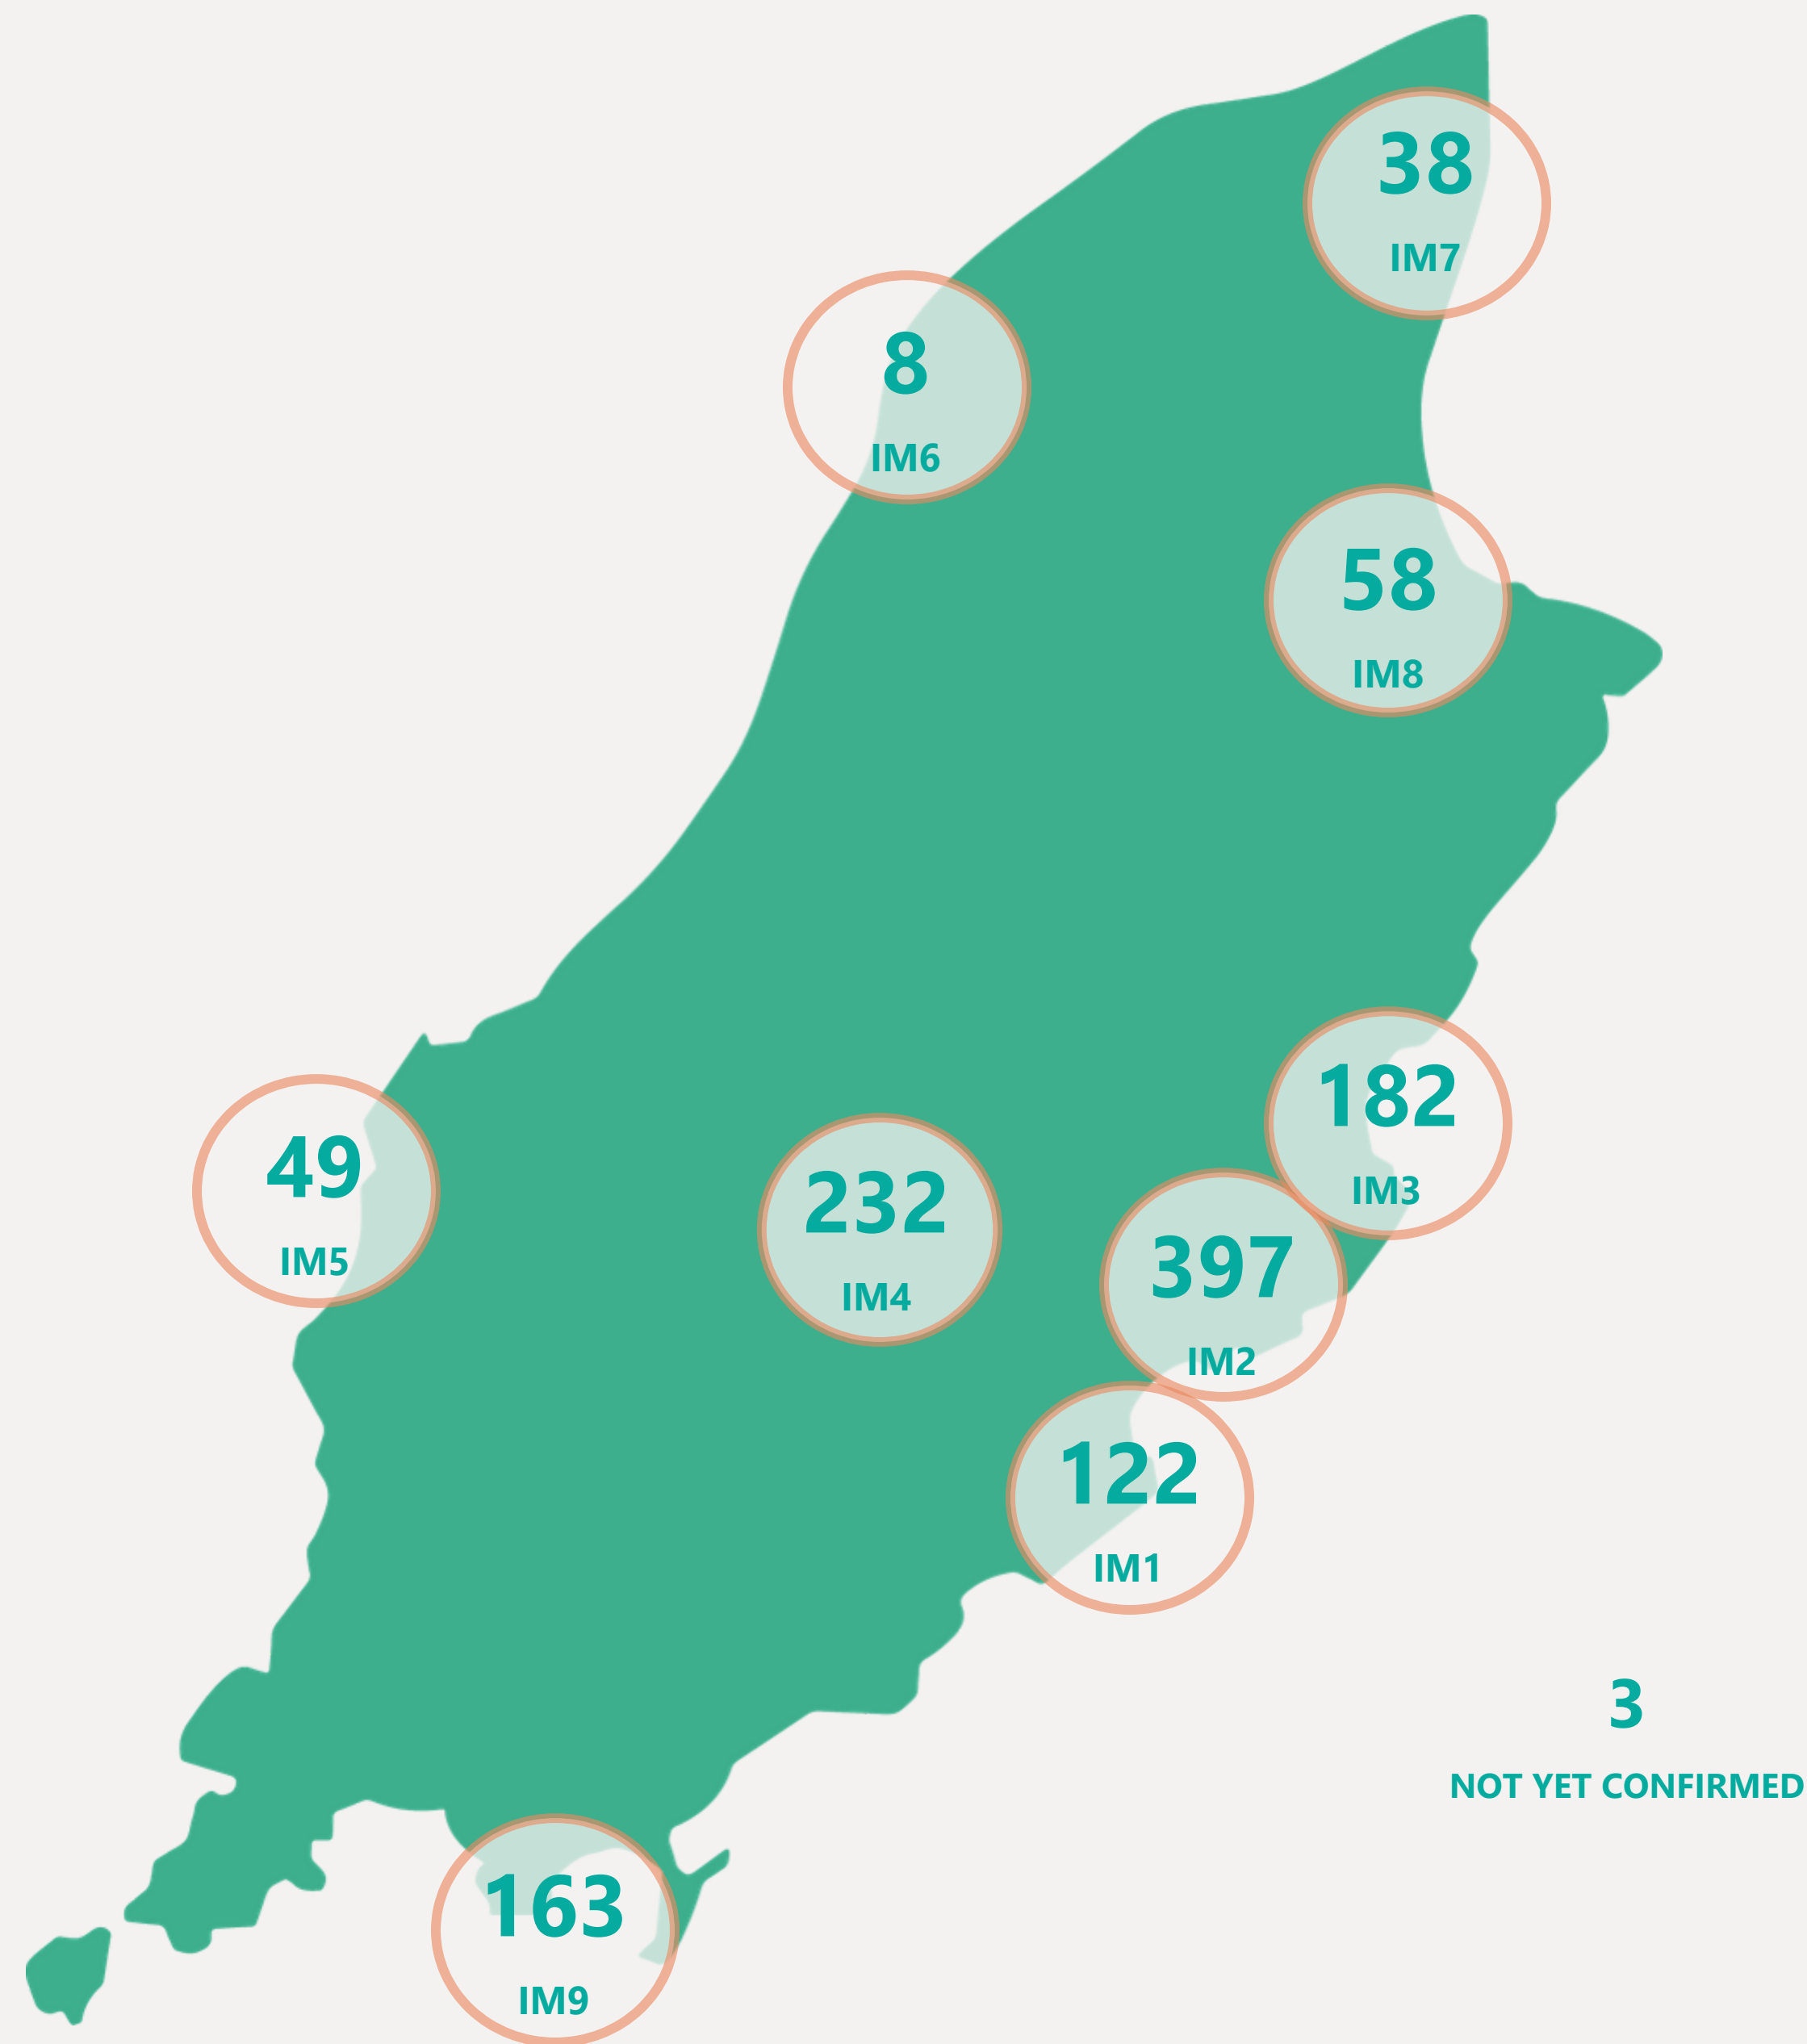 38
IM7
8
IM6
58
IM8
182
IM3
49
IM5
232
IM4
397
IM2
122
IM1
3
NOT YET CONFIRMED
163
IM9